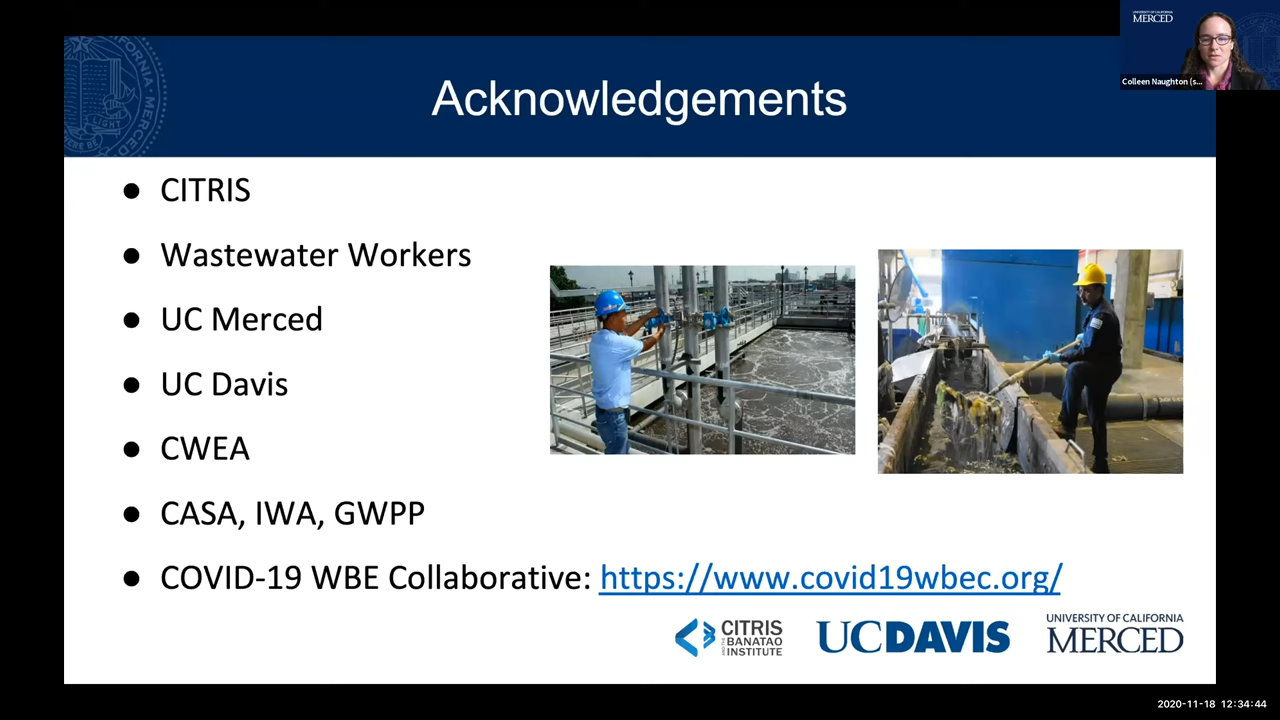 UNIVERSITY OF CALIFORNIA
MERCED
Colleen Naughton (s...
Acknowledgements
● CITRIS
● Wastewater Workers
● UC Merced
● UC Davis
● CWEA
● CASA, IWA, GWPP
● COVID-19 WBE Collaborative: https://www.covid19wbec.org/
CITRIS
AND THE BANATAO
INSTITUTE
UCDAVIS
UNIVERSITY OF CALIFORNIA
MERCED
2020-11-18 12:34:44